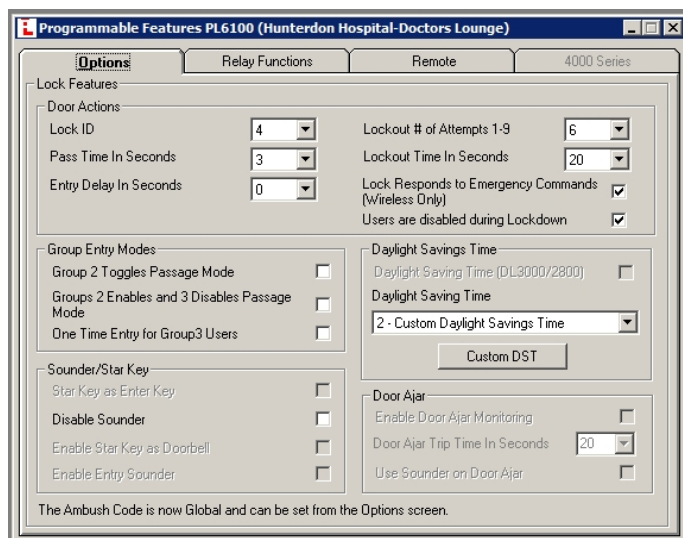 Programmable Features PL6100 (Hunterdon Hospital-Doctors Lounge)
Options
Relay Functions
Remote
4000 Series
Lock Features
Door Actions
Lock ID
4
Pass Time In Seconds
3
Entry Delay In Seconds
0
Lockout # of Attempts 1-9
6
Lockout Time In Seconds
20
Lock Responds to Emergency Commands
(Wireless Only)
Users are disabled during Lockdown
Group Entry Modes
Group 2 Toggles Passage Mode
Groups 2 Enables and 3 Disables Passage
Mode
One Time Entry for Group3 Users
Daylight Savings Time
Daylight Saving Time (DL3000/2800)
Daylight Saving Time
2 - Custom Daylight Savings Time
Custom DST
Sounder/Star Key
Star Key as Enter Key
Disable Sounder
Enable Star Key as Doorbell
Enable Entry Sounder
Door Ajar
Enable Door Ajar Monitoring
Door Ajar Trip Time In Seconds
20
Use Sounder on Door Ajar
The Ambush Code is now Global and can be set from the Options screen.